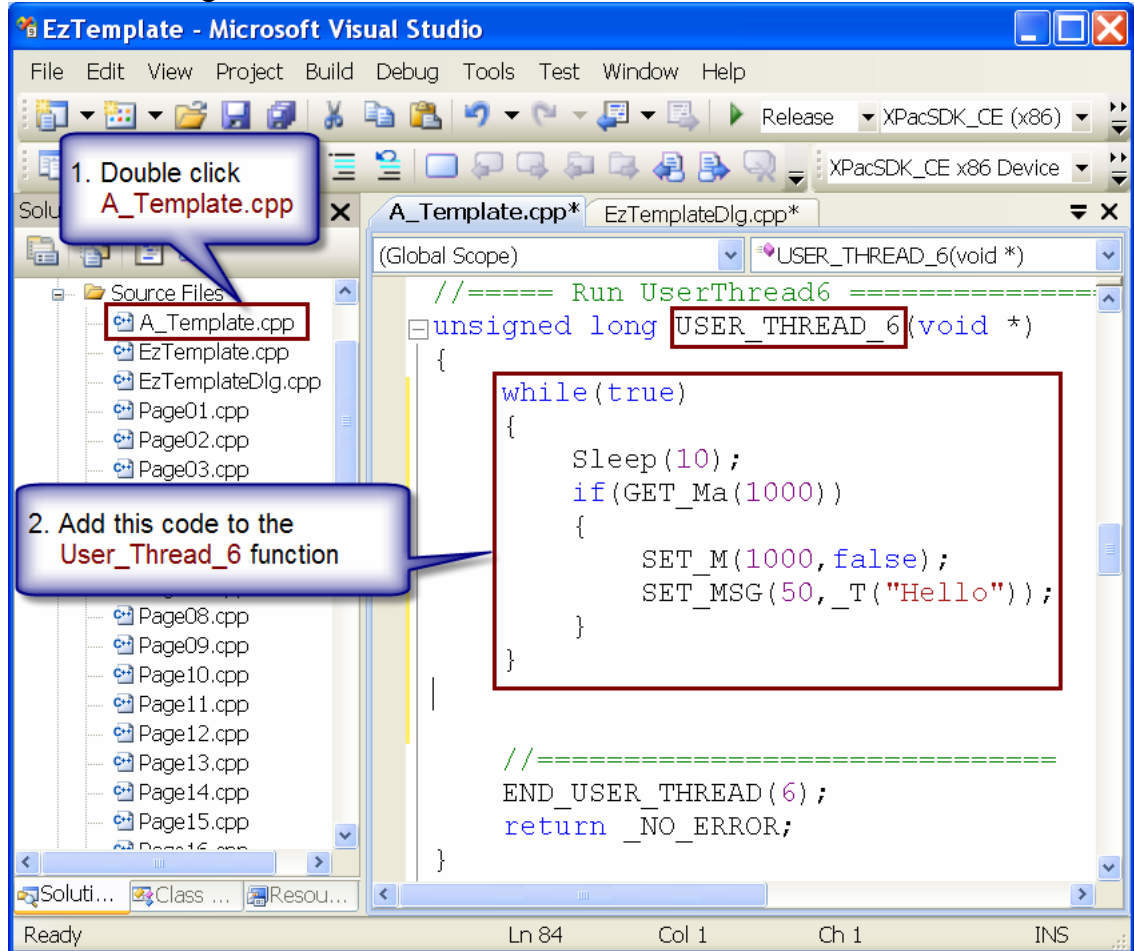 EzTemplate - Microsoft Visual Studio
File Edit View Project Build Debug Tools Test Window Help
Release XPacSDK_CE (x86)
XPacSDK_CE x86 Device
1. Double click
A_Template.cpp
Solu
A_Template.cpp* EzTemplateDlg.cpp*
(Global Scope) USER_THREAD_6(void *)
Source Files
A_Template.cpp
EzTemplate.cpp
EzTemplateDlg.cpp
Page01.cpp
Page02.cpp
Page03.cpp
2. Add this code to the
User_Thread_6 function
Page08.cpp
Page09.cpp
Page10.cpp
Page11.cpp
Page12.cpp
Page13.cpp
Page14.cpp
Page15.cpp
Page16.cpp
//===== Run UserThread6 ===============
unsigned long USER_THREAD_6(void *)
{
while(true)
{
Sleep(10);
if(GET_Ma(1000))
{
SET_M(1000,false);
SET_MSG(50,_T("Hello"));
}
}
//==============================
END_USER_THREAD(6);
return _NO_ERROR;
}
Soluti... Class ... Resou...
Ready Ln 84 Col 1 Ch 1 INS